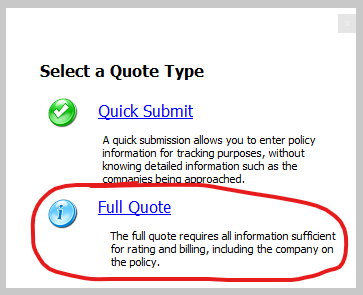 Select a Quote Type
Quick Submit
A quick submission allows you to enter policy
information for tracking purposes, without
knowing detailed information such as the
companies being approached.
Full Quote
The full quote requires all information sufficient
for rating and billing, including the company on
the policy.